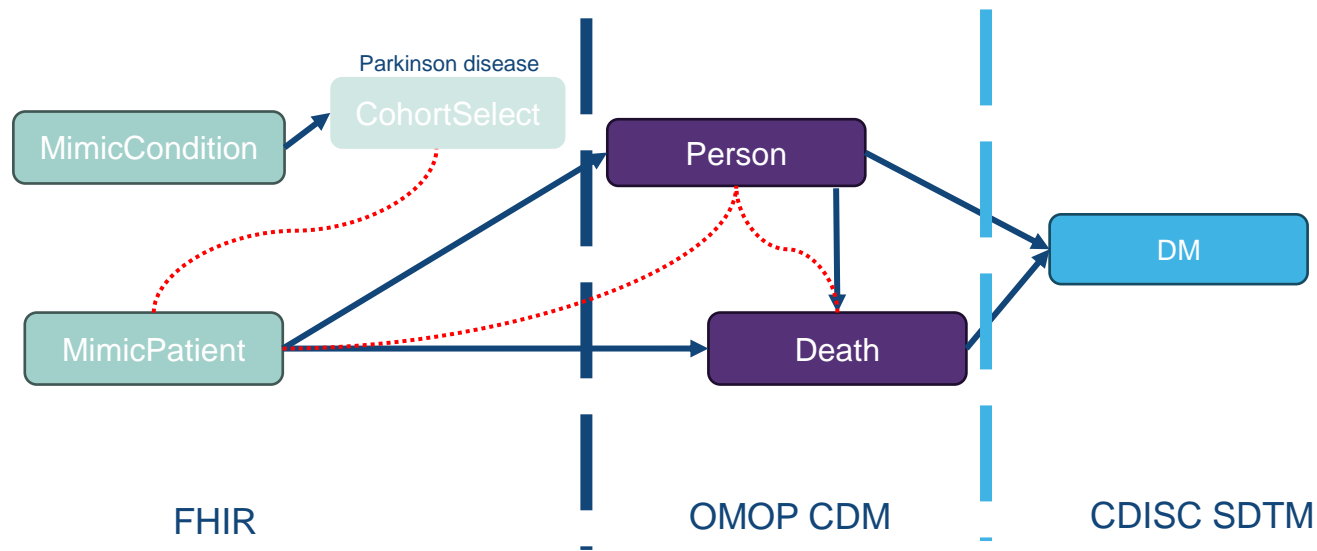 Parkinson disease
CohortSelect
MimicCondition
Person
DM
MimicPatient
Death
FHIR
OMOP CDM
CDISC SDTM